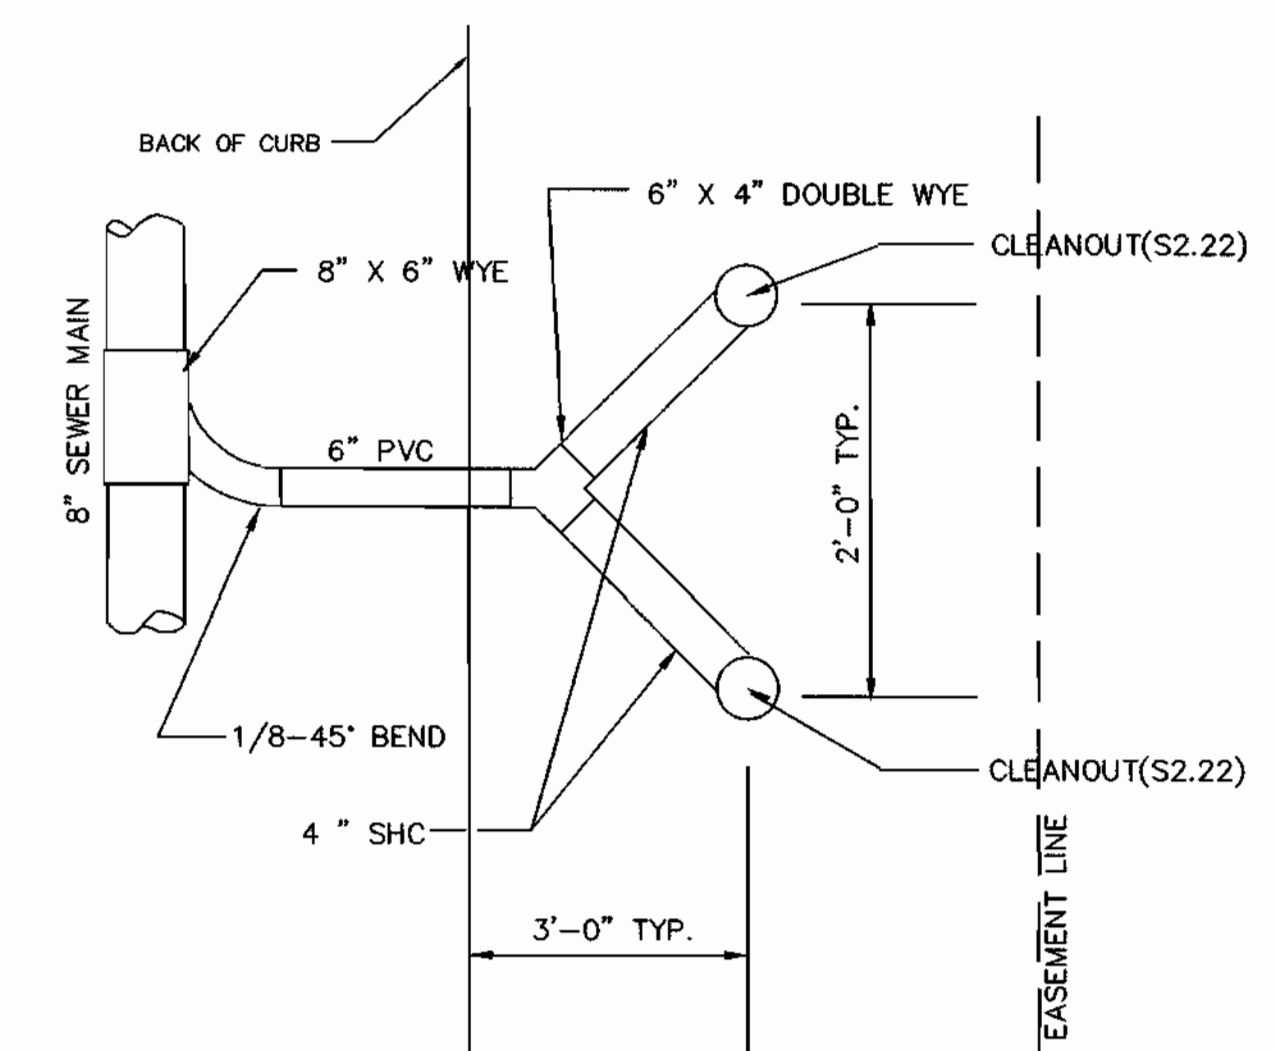 BACK OF CURB
6" X 4" DOUBLE WYE
CLEANOUT(S2.22)
8" X 6" WYE
8" SEWER MAIN
6" PVC
2'-0" TYP.
1/8-45° BEND
CLEANOUT(S2.22)
4 " SHC
EASEMENT LINE
3'-0" TYP.